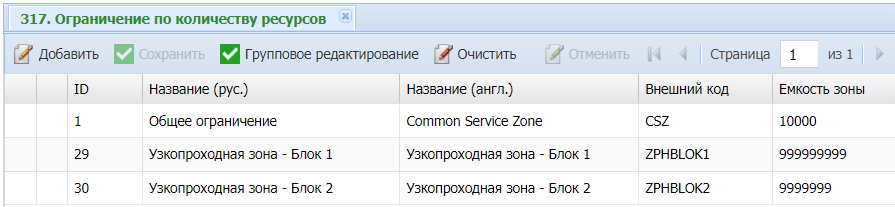 317. Ограничение по количеству ресурсов
Добавить Сохранить Групповое редактирование Очистить Отменить Страница 1 из 1
ID Название (рус.) Название (англ.) Внешний код Емкость зоны
1 Общее ограничение Common Service Zone CSZ 10000
29 Узкопроходная зона - Блок 1 Узкопроходная зона - Блок 1 ZPHBLOK1 999999999
30 Узкопроходная зона - Блок 2 Узкопроходная зона - Блок 2 ZPHBLOK2 9999999